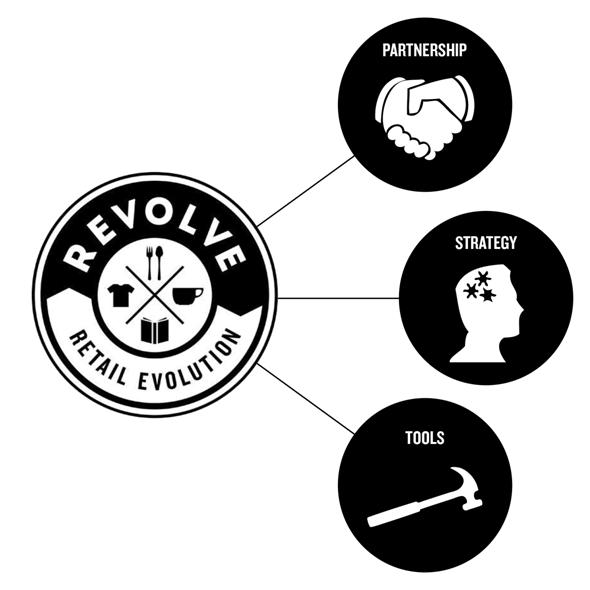 REVOLVE
RETAIL EVOLUTION
PARTNERSHIP
STRATEGY
TOOLS